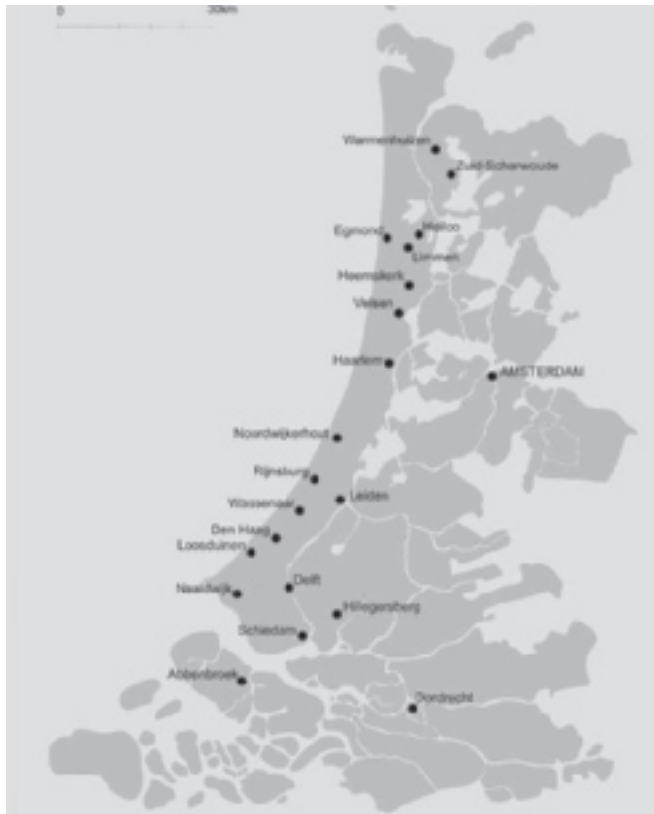 0 30km
Warmenhuizen
Zuid-Scharwoude
Egmond
Heiloo
Limmen
Heemskerk
Velsen
Haarlem
AMSTERDAM
Noordwijkerhout
Rijnsburg
Leiden
Wassenaar
Den Haag
Loosduinen
Naaldwijk
Delft
Hillegersberg
Schiedam
Abbenbroek
Dordrecht